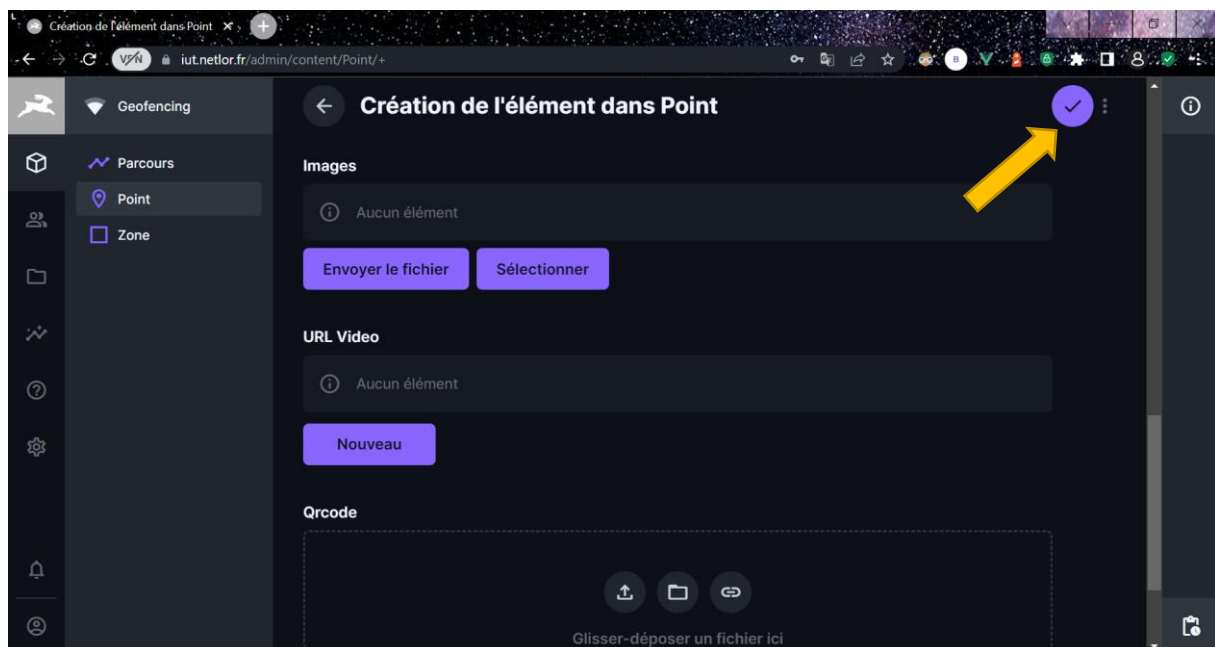 Création de l'élément dans Point
VPN iut.netlor.fr/admin/content/Point/+
B
Geofencing
Création de l'élément dans Point
Parcours
Point
Zone
Images
Aucun élément
Envoyer le fichier Sélectionner
URL Video
Aucun élément
Nouveau
Qrcode
Glisser-déposer un fichier ici